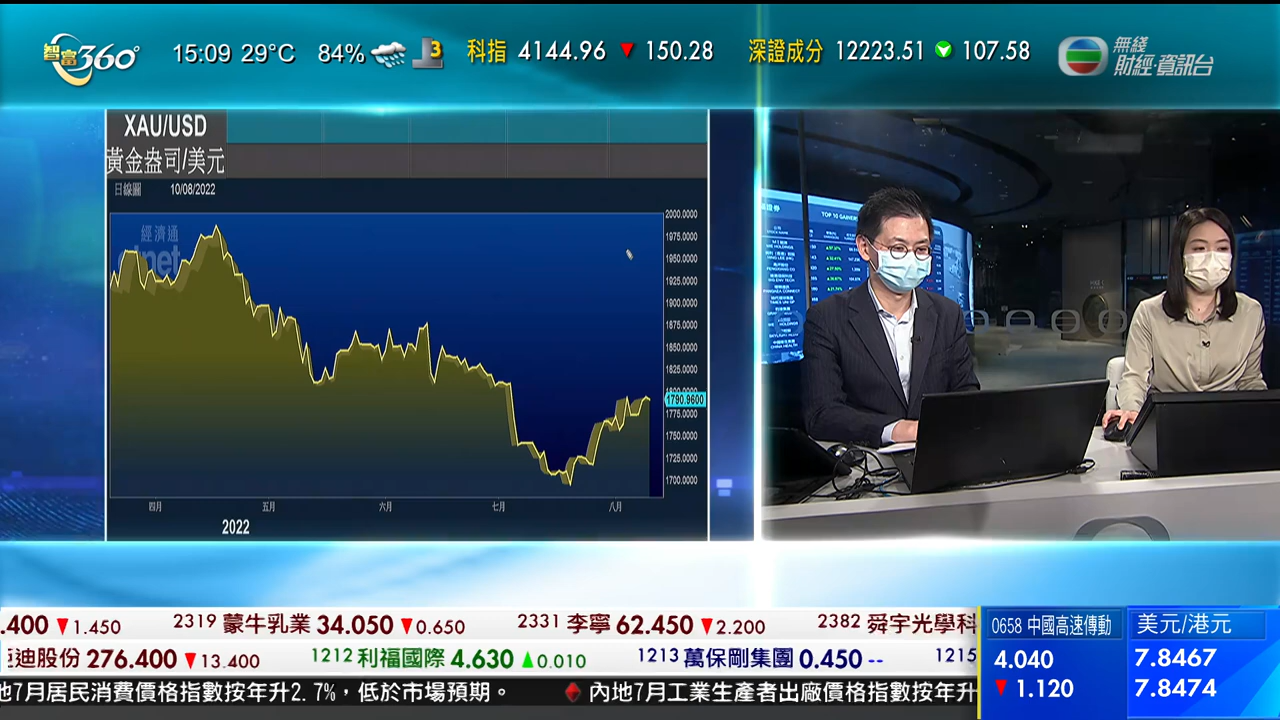 智富360°
15:09 29°C 84% 3 科指 4144.96 ▼ 150.28 深證成分 12223.51 107.58
無綫
財經·資訊台
XAU/USD
黃金盎司/美元
日線圖 10/08/2022
經濟通
2000.0000
1975.0000
1950.0000
1925.0000
1900.0000
1875.0000
1850.0000
1825.0000
1800.0000
1790.9600
1775.0000
1750.0000
1725.0000
1700.0000
四月 五月 六月 七月 八月
2022
TOP 10 GAINERS
.400 ▼1.450 2319 蒙牛乳業 34.050 ▼0.650 2331 李寧 62.450 ▼2.200 2382 舜宇光學科
迪股份 276.400 ▼13.400 1212 利福國際 4.630 ▲0.010 1213 萬保剛集團 0.450 -- 1215
地7月居民消費價格指數按年升2.7%，低於市場預期。 ◆ 內地7月工業生產者出廠價格指數按年升
0658 中國高速傳動
4.040
▼ 1.120
美元/港元
7.8467
7.8474